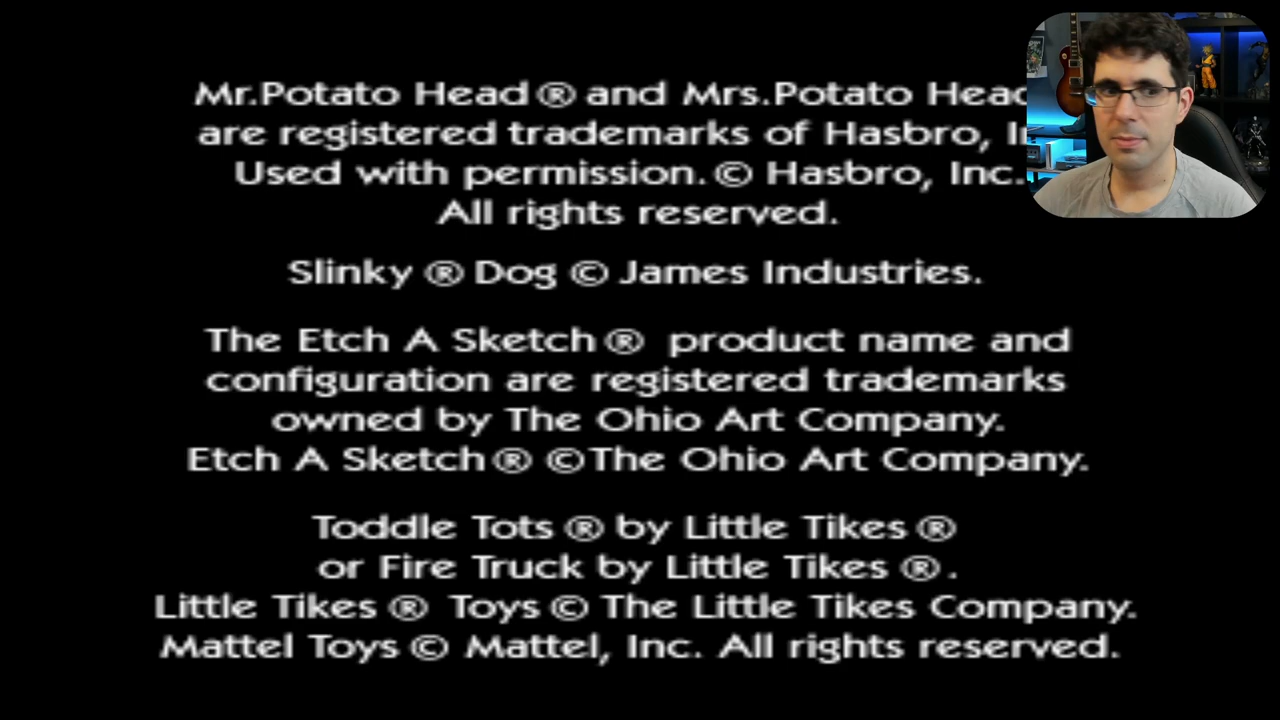 Mr.Potato Head ® and Mrs.Potato Head
are registered trademarks of Hasbro,
Used with permission. © Hasbro, Inc.
All rights reserved.
Slinky ® Dog © James Industries.
The Etch A Sketch ® product name and
configuration are registered trademarks
owned by The Ohio Art Company.
Etch A Sketch ® © The Ohio Art Company.
Toddle Tots ® by Little Tikes ®
or Fire Truck by Little Tikes ® .
Little Tikes ® Toys © The Little Tikes Company.
Mattel Toys © Mattel, Inc. All rights reserved.